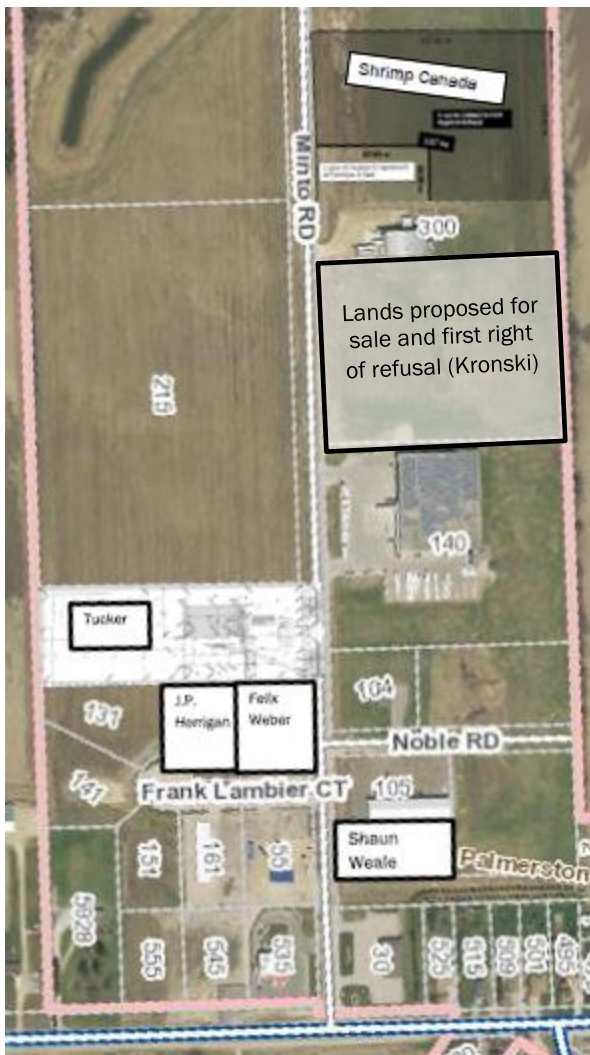 Shrimp Canada
Minto RD
300
Lands proposed for
sale and first right
of refusal (Kronski)
215
140
Tucker
131
J.P.
Horrigan
Felix
Weber
104
Noble RD
141
Frank Lambier CT
105
151
161
55
Shaun
Weale
Palmerston
5928
555
545
535
30
525
515
509
501
495